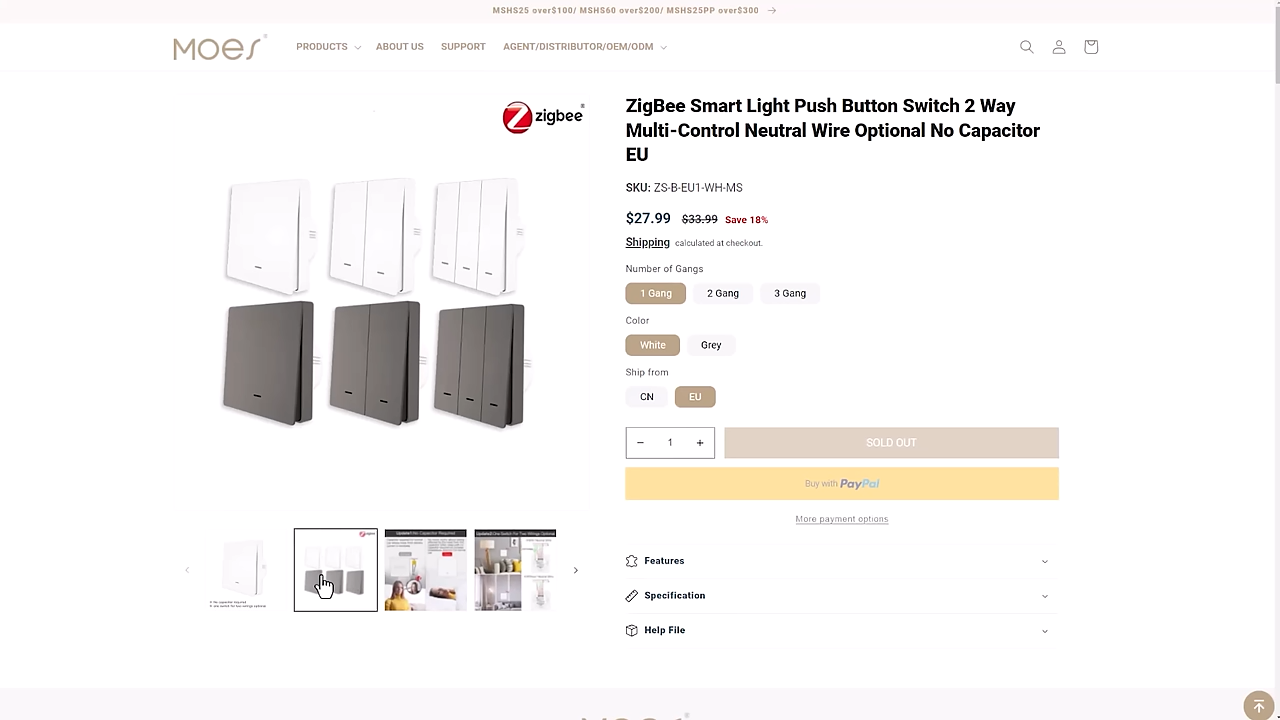 MSHS25 over$100/ MSHS60 over$200/ MSHS25PP over$300
MOES
PRODUCTS
ABOUT US
SUPPORT
AGENT/DISTRIBUTOR/OEM/ODM
zigbee
ZigBee Smart Light Push Button Switch 2 Way
Multi-Control Neutral Wire Optional No Capacitor
EU
SKU: ZS-B-EU1-WH-MS
$27.99 $33.99 Save 18%
Shipping calculated at checkout.
Number of Gangs
1 Gang 2 Gang 3 Gang
Color
White Grey
Ship from
CN EU
− 1 +
SOLD OUT
Buy with PayPal
More payment options
Features
Specification
Help File